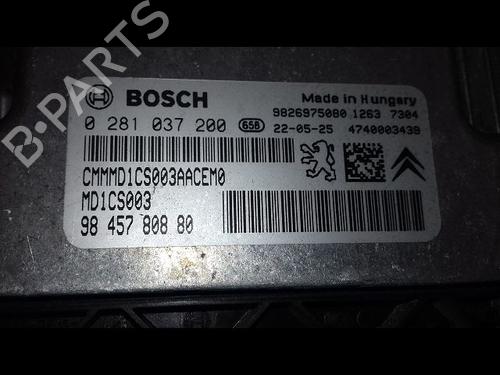 B-PARTS
BOSCH
Made in Hungary
9826975080 1263 7304
0 281 037 200 658 22-05-25 4740003439
CMMMD1CS003AACEM0
MD1CS003
98 457 808 80